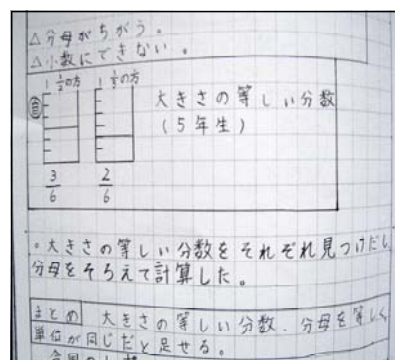 △分母がちがう。
△小数にできない。
1 1/2の方 1 1/3の方
大きさの等しい分数
(5年生)
3/6 2/6
・大きさの等しい分数をそれぞれ見つけだし、
分母をそろえて計算した。
まとめ 大きさの等しい分数、分母を等しく
単位が同じだと足せる。